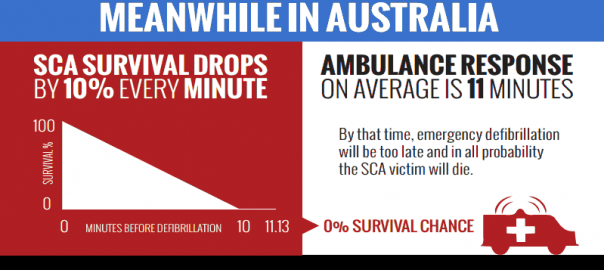 MEANWHILE IN AUSTRALIA
SCA SURVIVAL DROPS
BY 10% EVERY MINUTE
100
SURVIVAL %
0
0 MINUTES BEFORE DEFIBRILLATION 10 11.13
AMBULANCE RESPONSE
ON AVERAGE IS 11 MINUTES
By that time, emergency defibrillation
will be too late and in all probability
the SCA victim will die.
0% SURVIVAL CHANCE